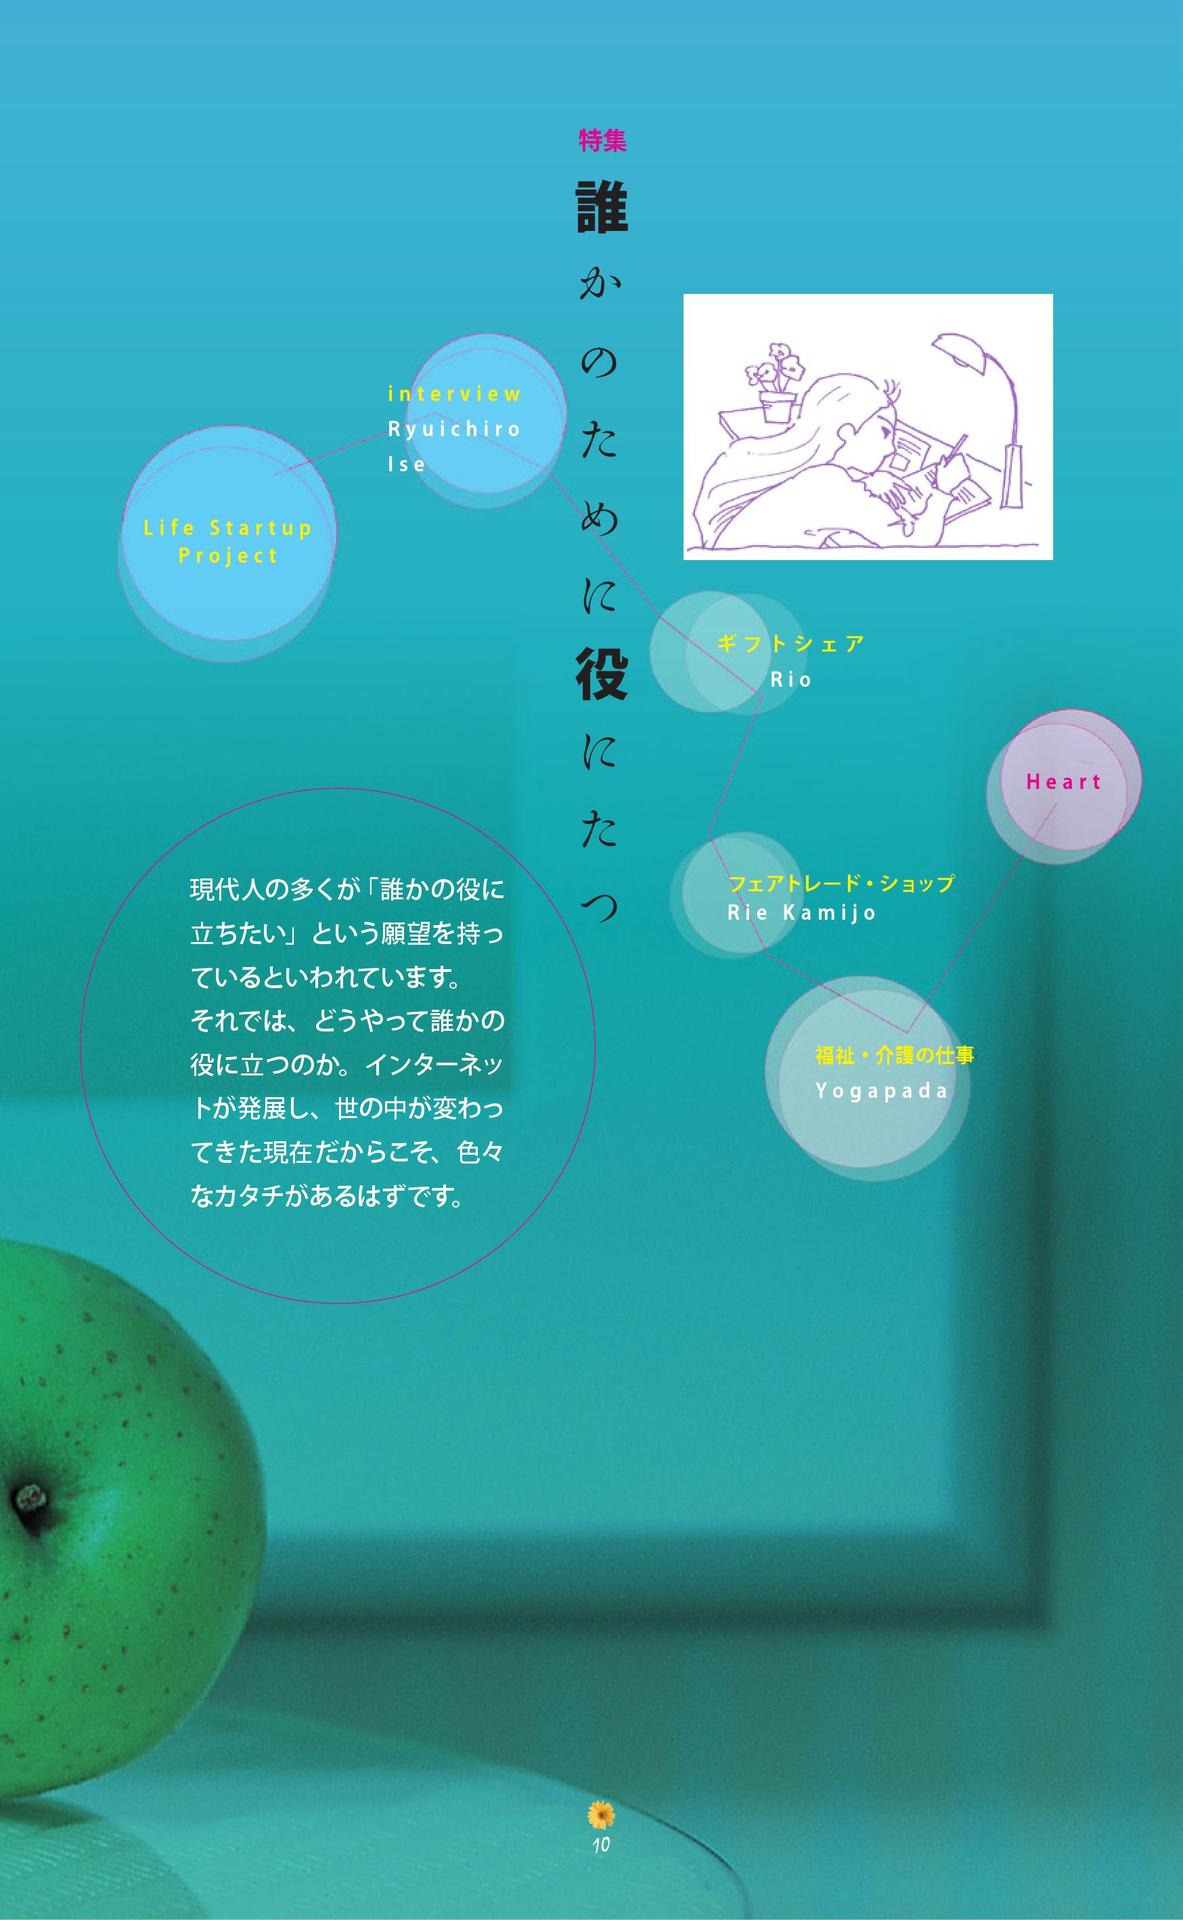 特集
誰かのために役にたつ
interview
Ryuichiro
Ise
Life Startup
Project
ギフトシェア
Rio
Heart
フェアトレード・ショップ
Rie Kamijo
福祉・介護の仕事
Yogapada
現代人の多くが「誰かの役に
立ちたい」という願望を持っ
ているといわれています。
それでは、どうやって誰かの
役に立つのか。インターネッ
トが発展し、世の中が変わっ
てきた現在だからこそ、色々
なカタチがあるはずです。
10